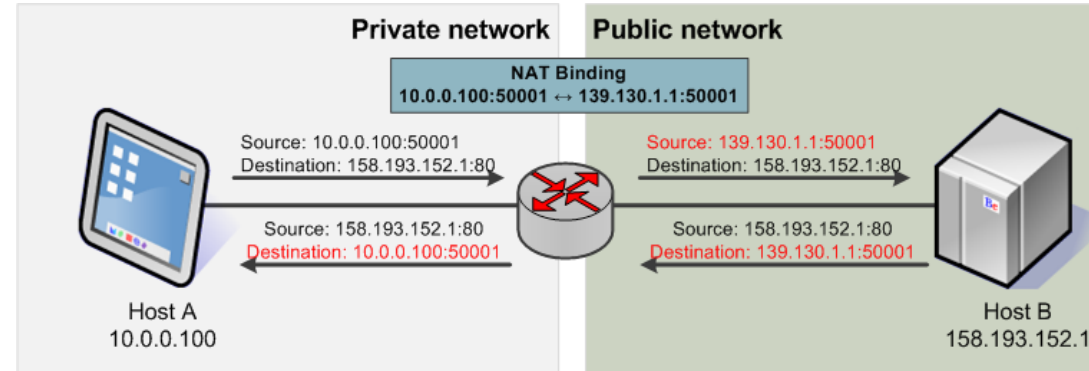 Private network
Public network
NAT Binding
10.0.0.100:50001 ↔ 139.130.1.1:50001
Source: 10.0.0.100:50001
Destination: 158.193.152.1:80
Source: 139.130.1.1:50001
Destination: 158.193.152.1:80
Be
Source: 158.193.152.1:80
Destination: 10.0.0.100:50001
Source: 158.193.152.1:80
Destination: 139.130.1.1:50001
Host A
10.0.0.100
Host B
158.193.152.1